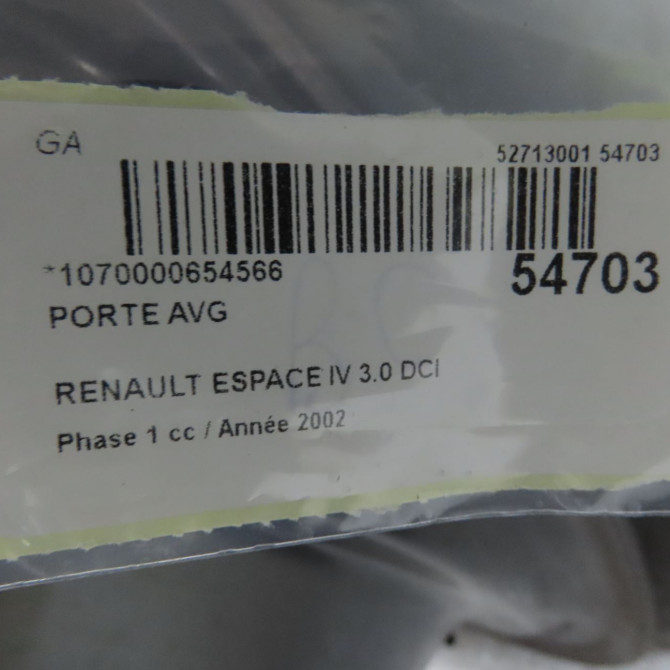 GA
52713001 54703
*1070000654566
54703
PORTE AVG
RENAULT ESPACE IV 3.0 DCI
Phase 1 cc / Année 2002